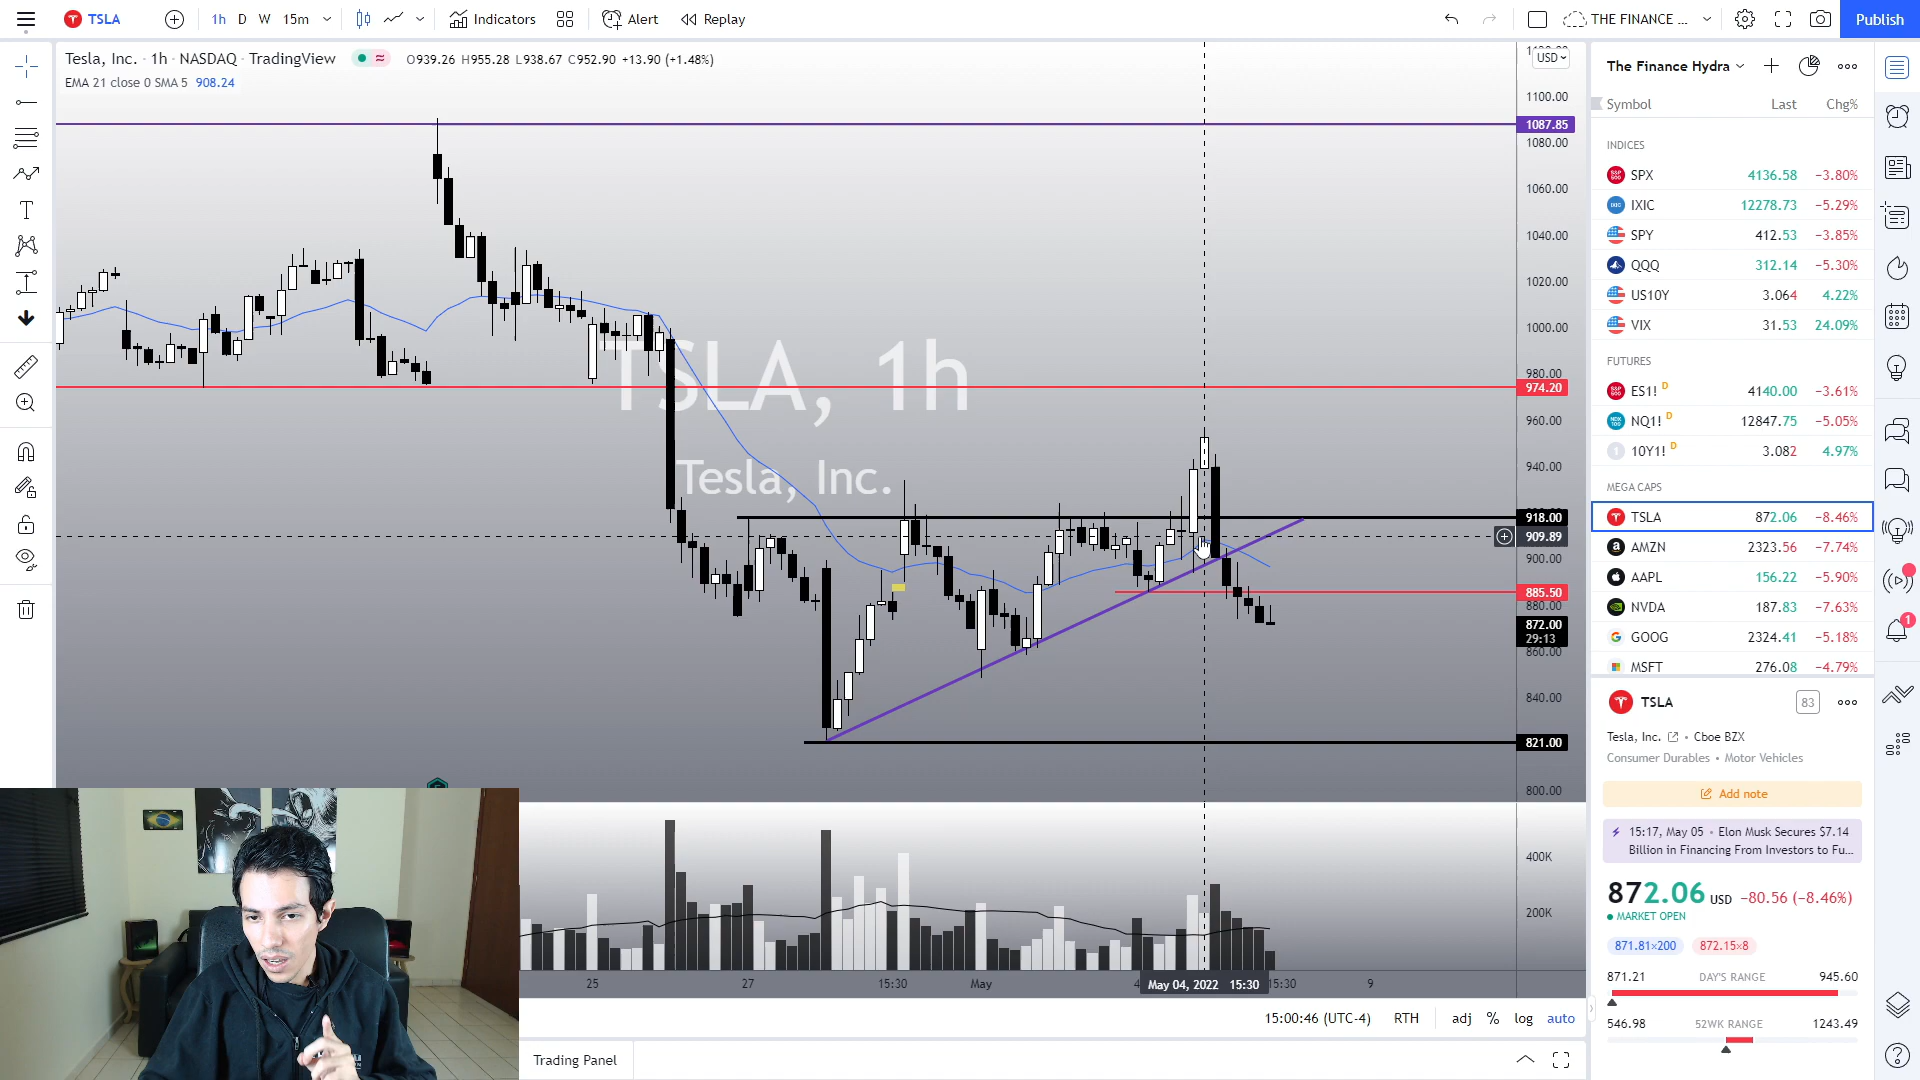 TSLA
1h
D
W
15m
Indicators
Alert
Replay
THE FINANCE ...
Publish
Tesla, Inc. · 1h · NASDAQ · TradingView
O939.26 H955.28 L938.67 C952.90 +13.90 (+1.48%)
EMA 21 close 0 SMA 5 908.24
USD
1100.00
1087.85
1080.00
1060.00
1040.00
1020.00
1000.00
980.00
974.20
960.00
940.00
918.00
909.89
900.00
885.50
880.00
872.00
29:13
860.00
840.00
821.00
800.00
400K
200K
TSLA, 1h
Tesla, Inc.
25
27
15:30
May
May 04, 2022 15:30
15:30
9
15:00:46 (UTC-4)
RTH
adj
%
log
auto
Trading Panel
The Finance Hydra
Symbol Last Chg%
INDICES
SPX 4136.58 −3.80%
IXIC 12278.73 −5.29%
SPY 412.53 −3.85%
QQQ 312.14 −5.30%
US10Y 3.064 4.22%
VIX 31.53 24.09%
FUTURES
ES1! D 4140.00 −3.61%
NQ1! D 12847.75 −5.05%
10Y1! D 3.082 4.97%
MEGA CAPS
TSLA 872.06 −8.46%
AMZN 2323.56 −7.74%
AAPL 156.22 −5.90%
NVDA 187.83 −7.63%
GOOG 2324.41 −5.18%
MSFT 276.08 −4.79%
TSLA
83
Tesla, Inc. · Cboe BZX
Consumer Durables · Motor Vehicles
Add note
15:17, May 05 · Elon Musk Secures $7.14
Billion in Financing From Investors to Fu...
872.06 USD −80.56 (−8.46%)
MARKET OPEN
871.81×200 872.15×8
871.21 DAY'S RANGE 945.60
546.98 52WK RANGE 1243.49
1